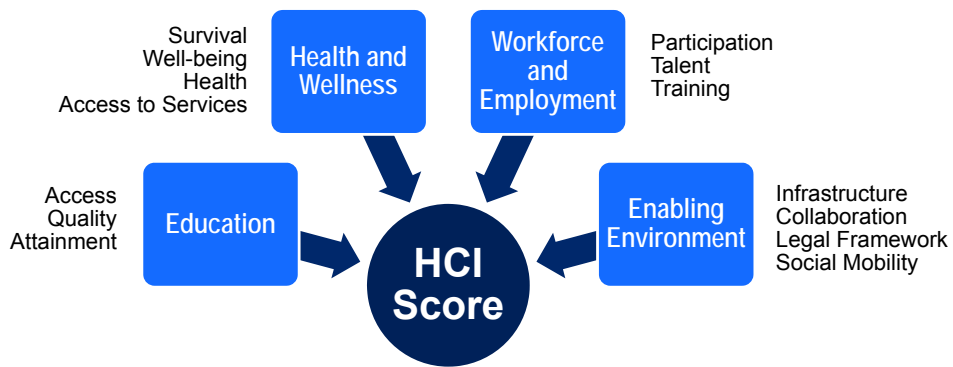 Survival
Well-being
Health
Access to Services
Health and
Wellness
Workforce
and
Employment
Participation
Talent
Training
Access
Quality
Attainment
Education
HCI
Score
Enabling
Environment
Infrastructure
Collaboration
Legal Framework
Social Mobility